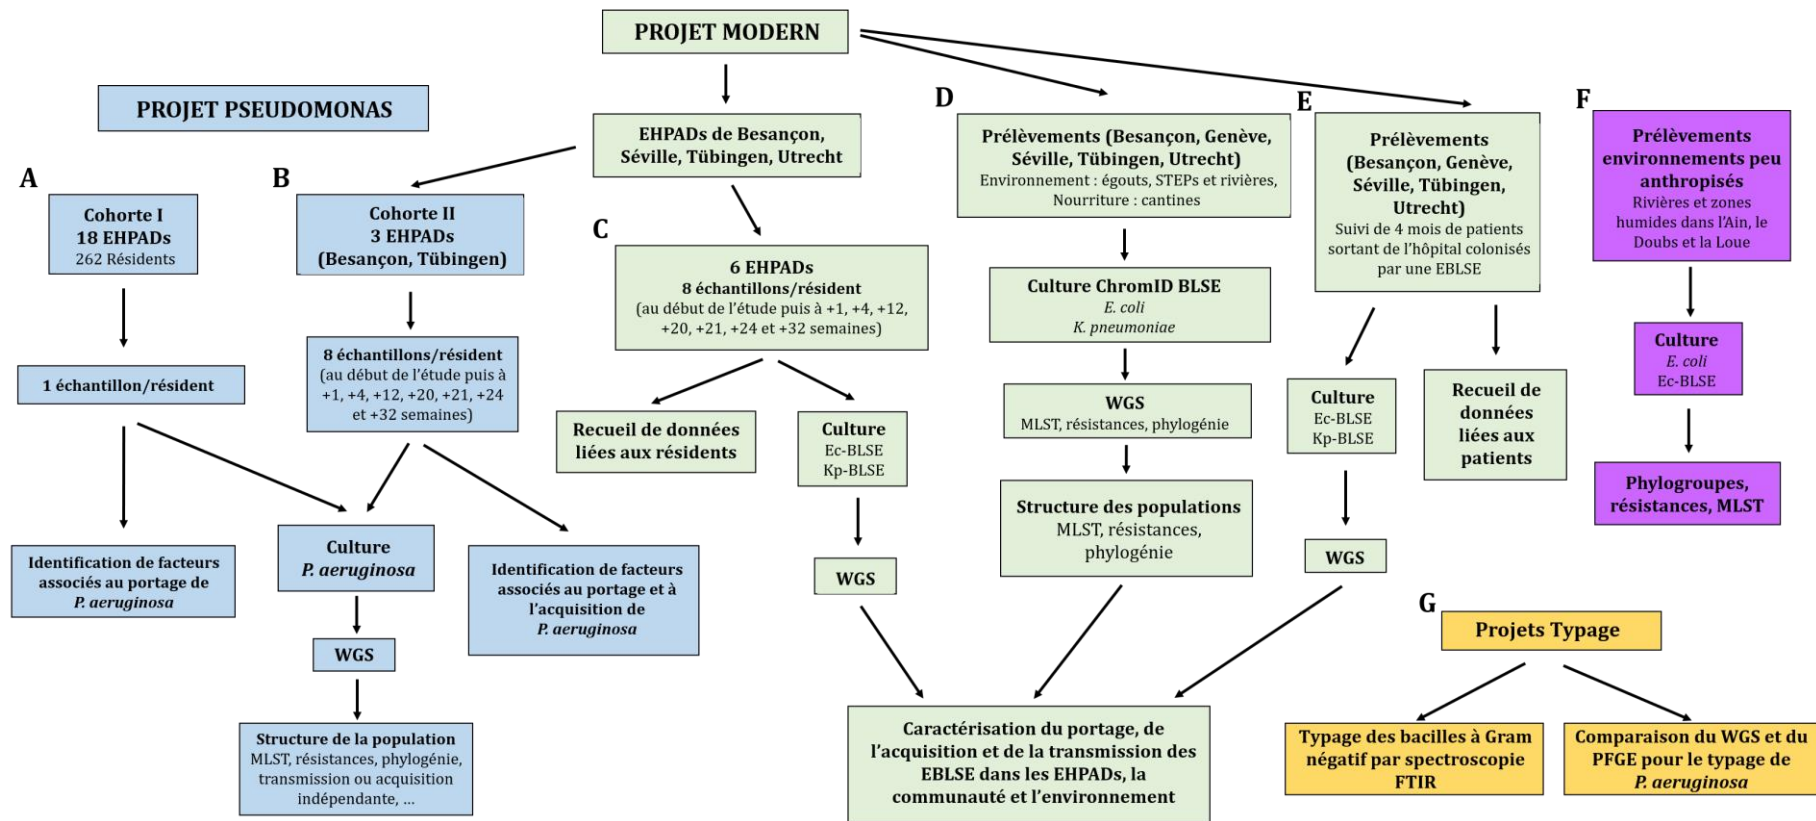 PROJET MODERN
PROJET PSEUDOMONAS
EHPADs de Besançon,
Séville, Tübingen, Utrecht
A
Cohorte I
18 EHPADs
262 Résidents
1 échantillon/résident
Identification de facteurs
associés au portage de
P. aeruginosa
B
Cohorte II
3 EHPADs
(Besançon, Tübingen)
8 échantillons/résident
(au début de l'étude puis à
+1, +4, +12, +20, +21, +24
et +32 semaines)
Culture
P. aeruginosa
Identification de facteurs
associés au portage et à
l'acquisition de
P. aeruginosa
WGS
Structure de la population
MLST, résistances, phylogénie,
transmission ou acquisition
indépendante, ...
C
6 EHPADs
8 échantillons/résident
(au début de l'étude puis à +1, +4, +12,
+20, +21, +24 et +32 semaines)
Recueil de données
liées aux résidents
Culture
Ec-BLSE
Kp-BLSE
WGS
D
Prélèvements (Besançon, Genève,
Séville, Tübingen, Utrecht)
Environnement : égouts, STEPs et rivières,
Nourriture : cantines
Culture ChromID BLSE
E. coli
K. pneumoniae
WGS
MLST, résistances, phylogénie
Structure des populations
MLST, résistances,
phylogénie
E
Prélèvements
(Besançon, Genève,
Séville, Tübingen,
Utrecht)
Suivi de 4 mois de patients
sortant de l'hôpital colonisés
par une EBLSE
Culture
Ec-BLSE
Kp-BLSE
Recueil de
données
liées aux
patients
WGS
Caractérisation du portage, de
l'acquisition et de la transmission des
EBLSE dans les EHPADs, la
communauté et l'environnement
F
Prélèvements
environnements peu
anthropisés
Rivières et zones
humides dans l'Ain, le
Doubs et la Loue
Culture
E. coli
Ec-BLSE
Phylogroupes,
résistances, MLST
G
Projets Typage
Typage des bacilles à Gram
négatif par spectroscopie
FTIR
Comparaison du WGS et du
PFGE pour le typage de
P. aeruginosa